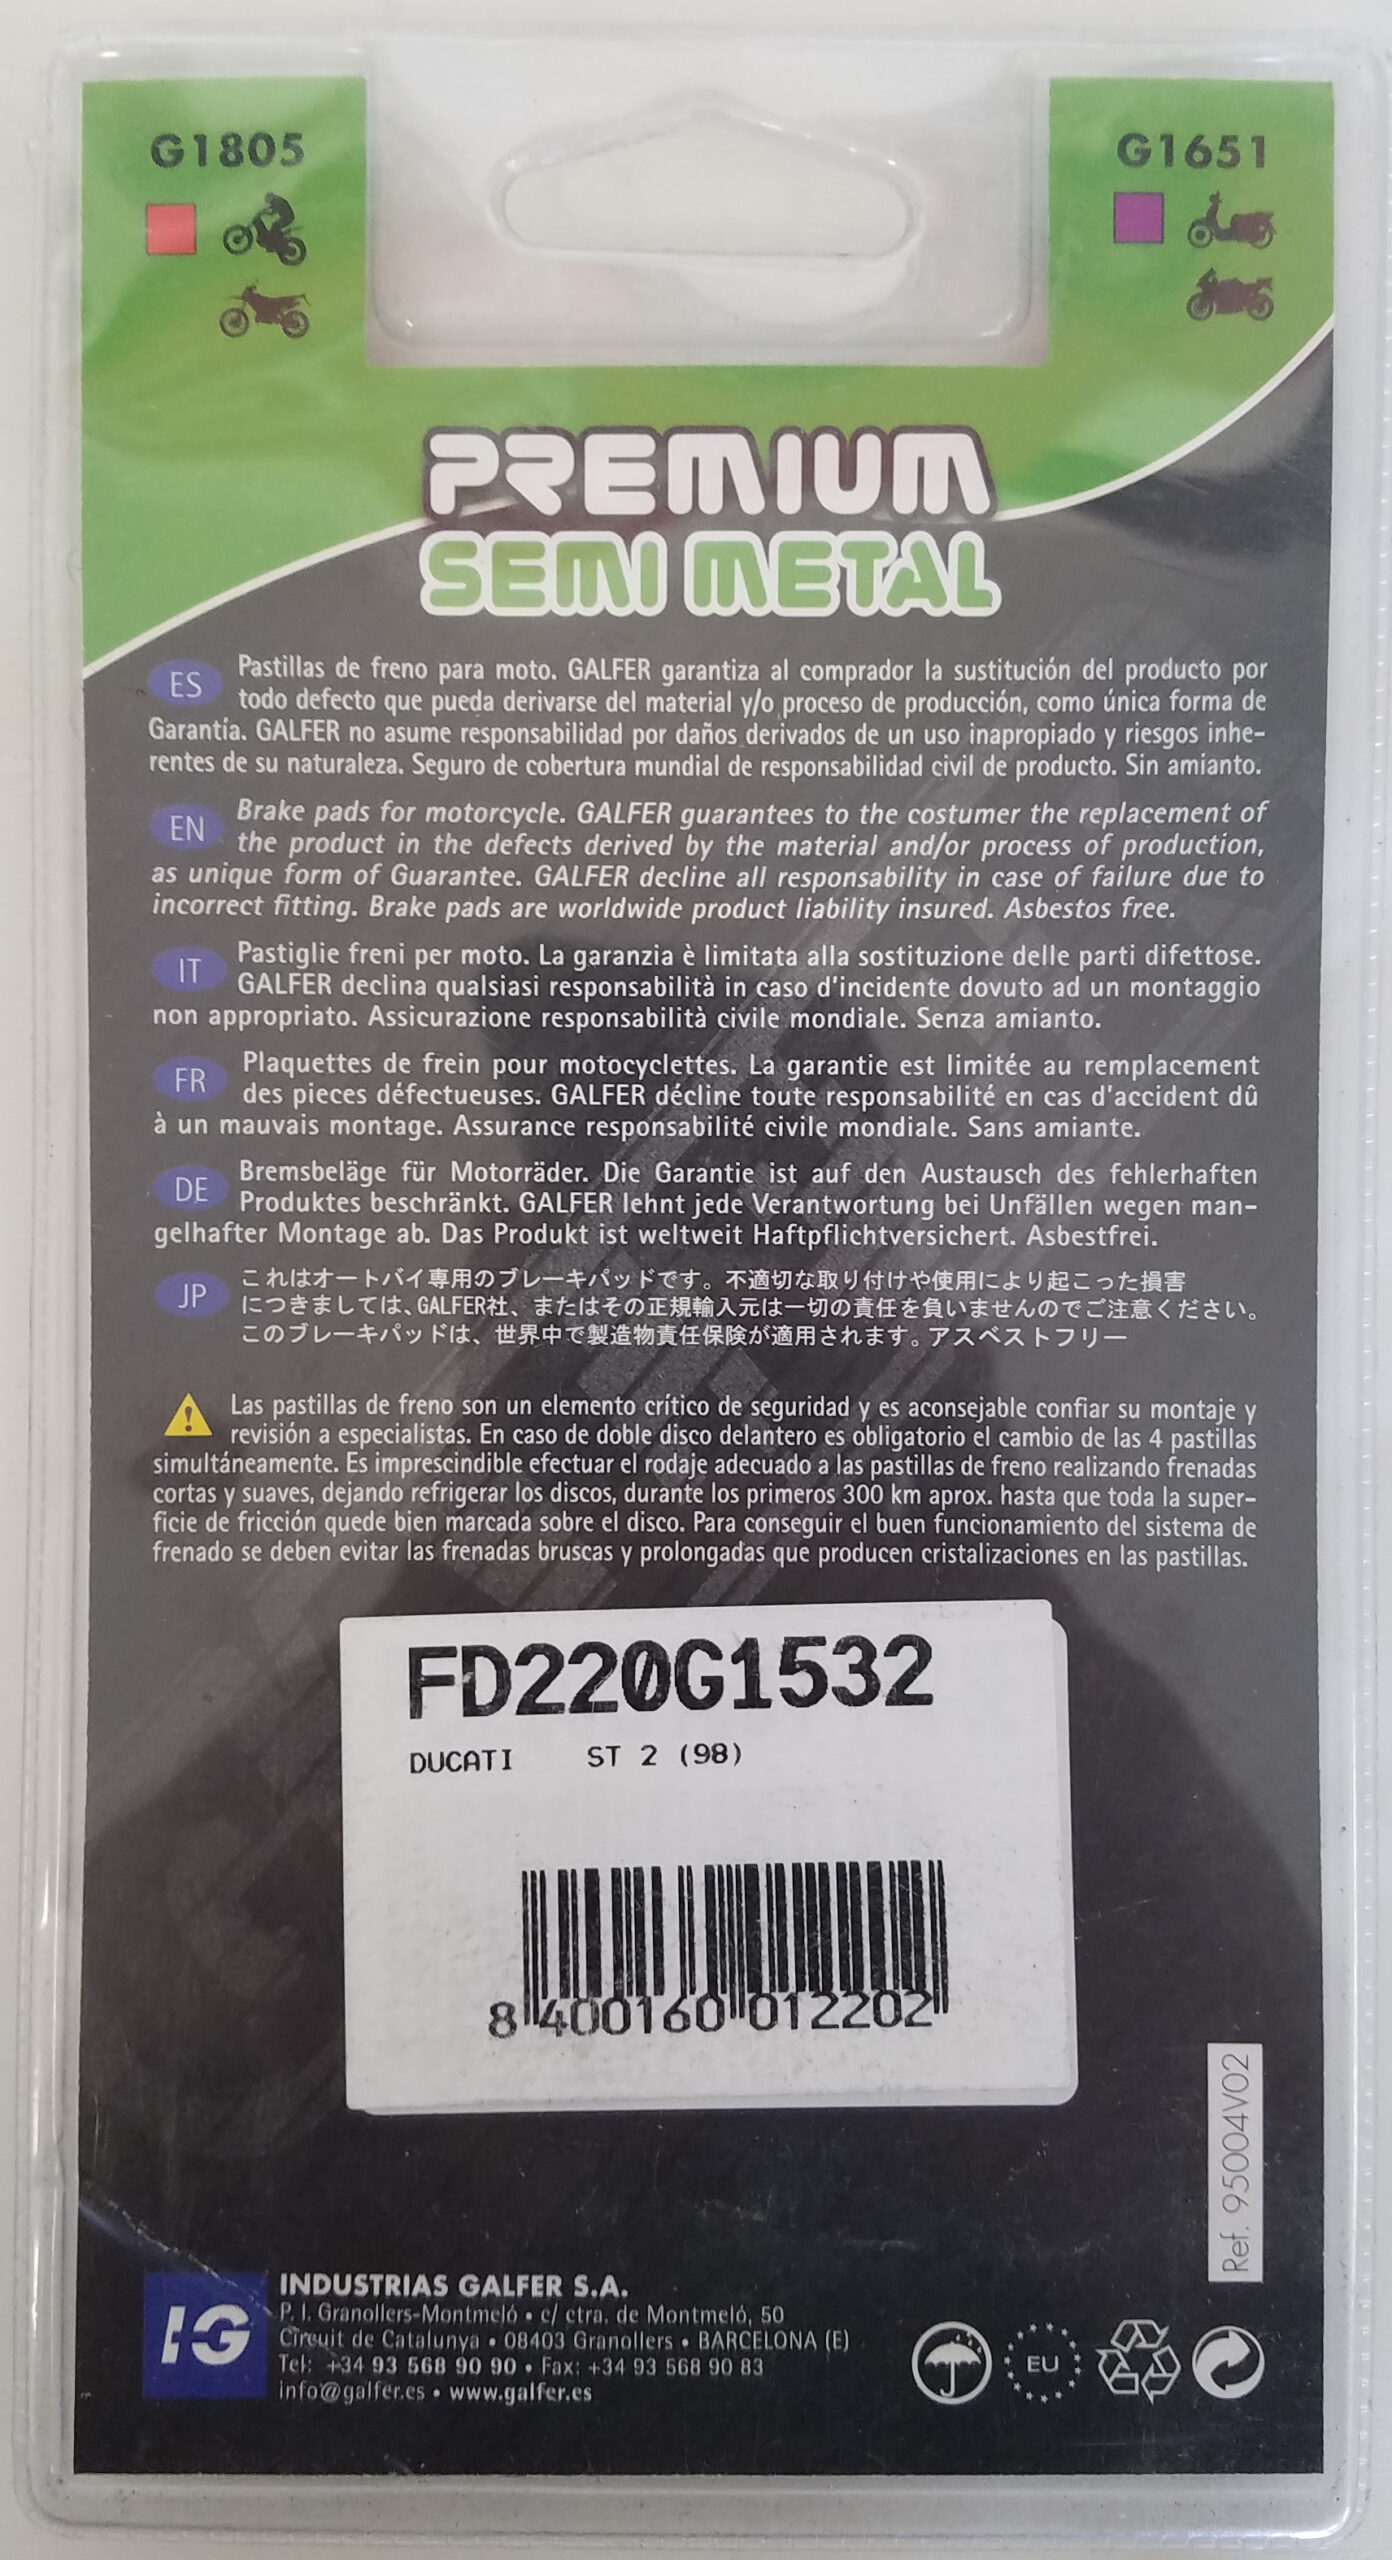 G1805
G1651
PREMIUM
SEMI METAL
ES Pastillas de freno para moto. GALFER garantiza al comprador la sustitución del producto por
todo defecto que pueda derivarse del material y/o proceso de producción, como única forma de
Garantía. GALFER no asume responsabilidad por daños derivados de un uso inapropiado y riesgos inhe-
rentes de su naturaleza. Seguro de cobertura mundial de responsabilidad civil de producto. Sin amianto.
EN Brake pads for motorcycle. GALFER guarantees to the costumer the replacement of
the product in the defects derived by the material and/or process of production,
as unique form of Guarantee. GALFER decline all responsability in case of failure due to
incorrect fitting. Brake pads are worldwide product liability insured. Asbestos free.
IT Pastiglie freni per moto. La garanzia è limitata alla sostituzione delle parti difettose.
GALFER declina qualsiasi responsabilità in caso d'incidente dovuto ad un montaggio
non appropriato. Assicurazione responsabilità civile mondiale. Senza amianto.
FR Plaquettes de frein pour motocyclettes. La garantie est limitée au remplacement
des pieces défectueuses. GALFER décline toute responsabilité en cas d'accident dû
à un mauvais montage. Assurance responsabilité civile mondiale. Sans amiante.
DE Bremsbeläge für Motorräder. Die Garantie ist auf den Austausch des fehlerhaften
Produktes beschränkt. GALFER lehnt jede Verantwortung bei Unfällen wegen man-
gelhafter Montage ab. Das Produkt ist weltweit Haftpflichtversichert. Asbestfrei.
JP これはオートバイ専用のブレーキパッドです。不適切な取り付けや使用により起こった損害
につきましては、GALFER社、またはその正規輸入元は一切の責任を負いませんのでご注意ください。
このブレーキパッドは、世界中で製造物責任保険が適用されます。アスベストフリー
Las pastillas de freno son un elemento crítico de seguridad y es aconsejable confiar su montaje y
revisión a especialistas. En caso de doble disco delantero es obligatorio el cambio de las 4 pastillas
simultáneamente. Es imprescindible efectuar el rodaje adecuado a las pastillas de freno realizando frenadas
cortas y suaves, dejando refrigerar los discos, durante los primeros 300 km aprox. hasta que toda la super-
ficie de fricción quede bien marcada sobre el disco. Para conseguir el buen funcionamiento del sistema de
frenado se deben evitar las frenadas bruscas y prolongadas que producen cristalizaciones en las pastillas.
FD220G1532
DUCATI ST 2 (98)
8 400160 012202
Ref. 95004V02
IG
INDUSTRIAS GALFER S.A.
P. I. Granollers-Montmeló • c/ ctra. de Montmeló, 50
Circuit de Catalunya • 08403 Granollers • BARCELONA (E)
Tel: +34 93 568 90 90 • Fax: +34 93 568 90 83
info@galfer.es • www.galfer.es
EU